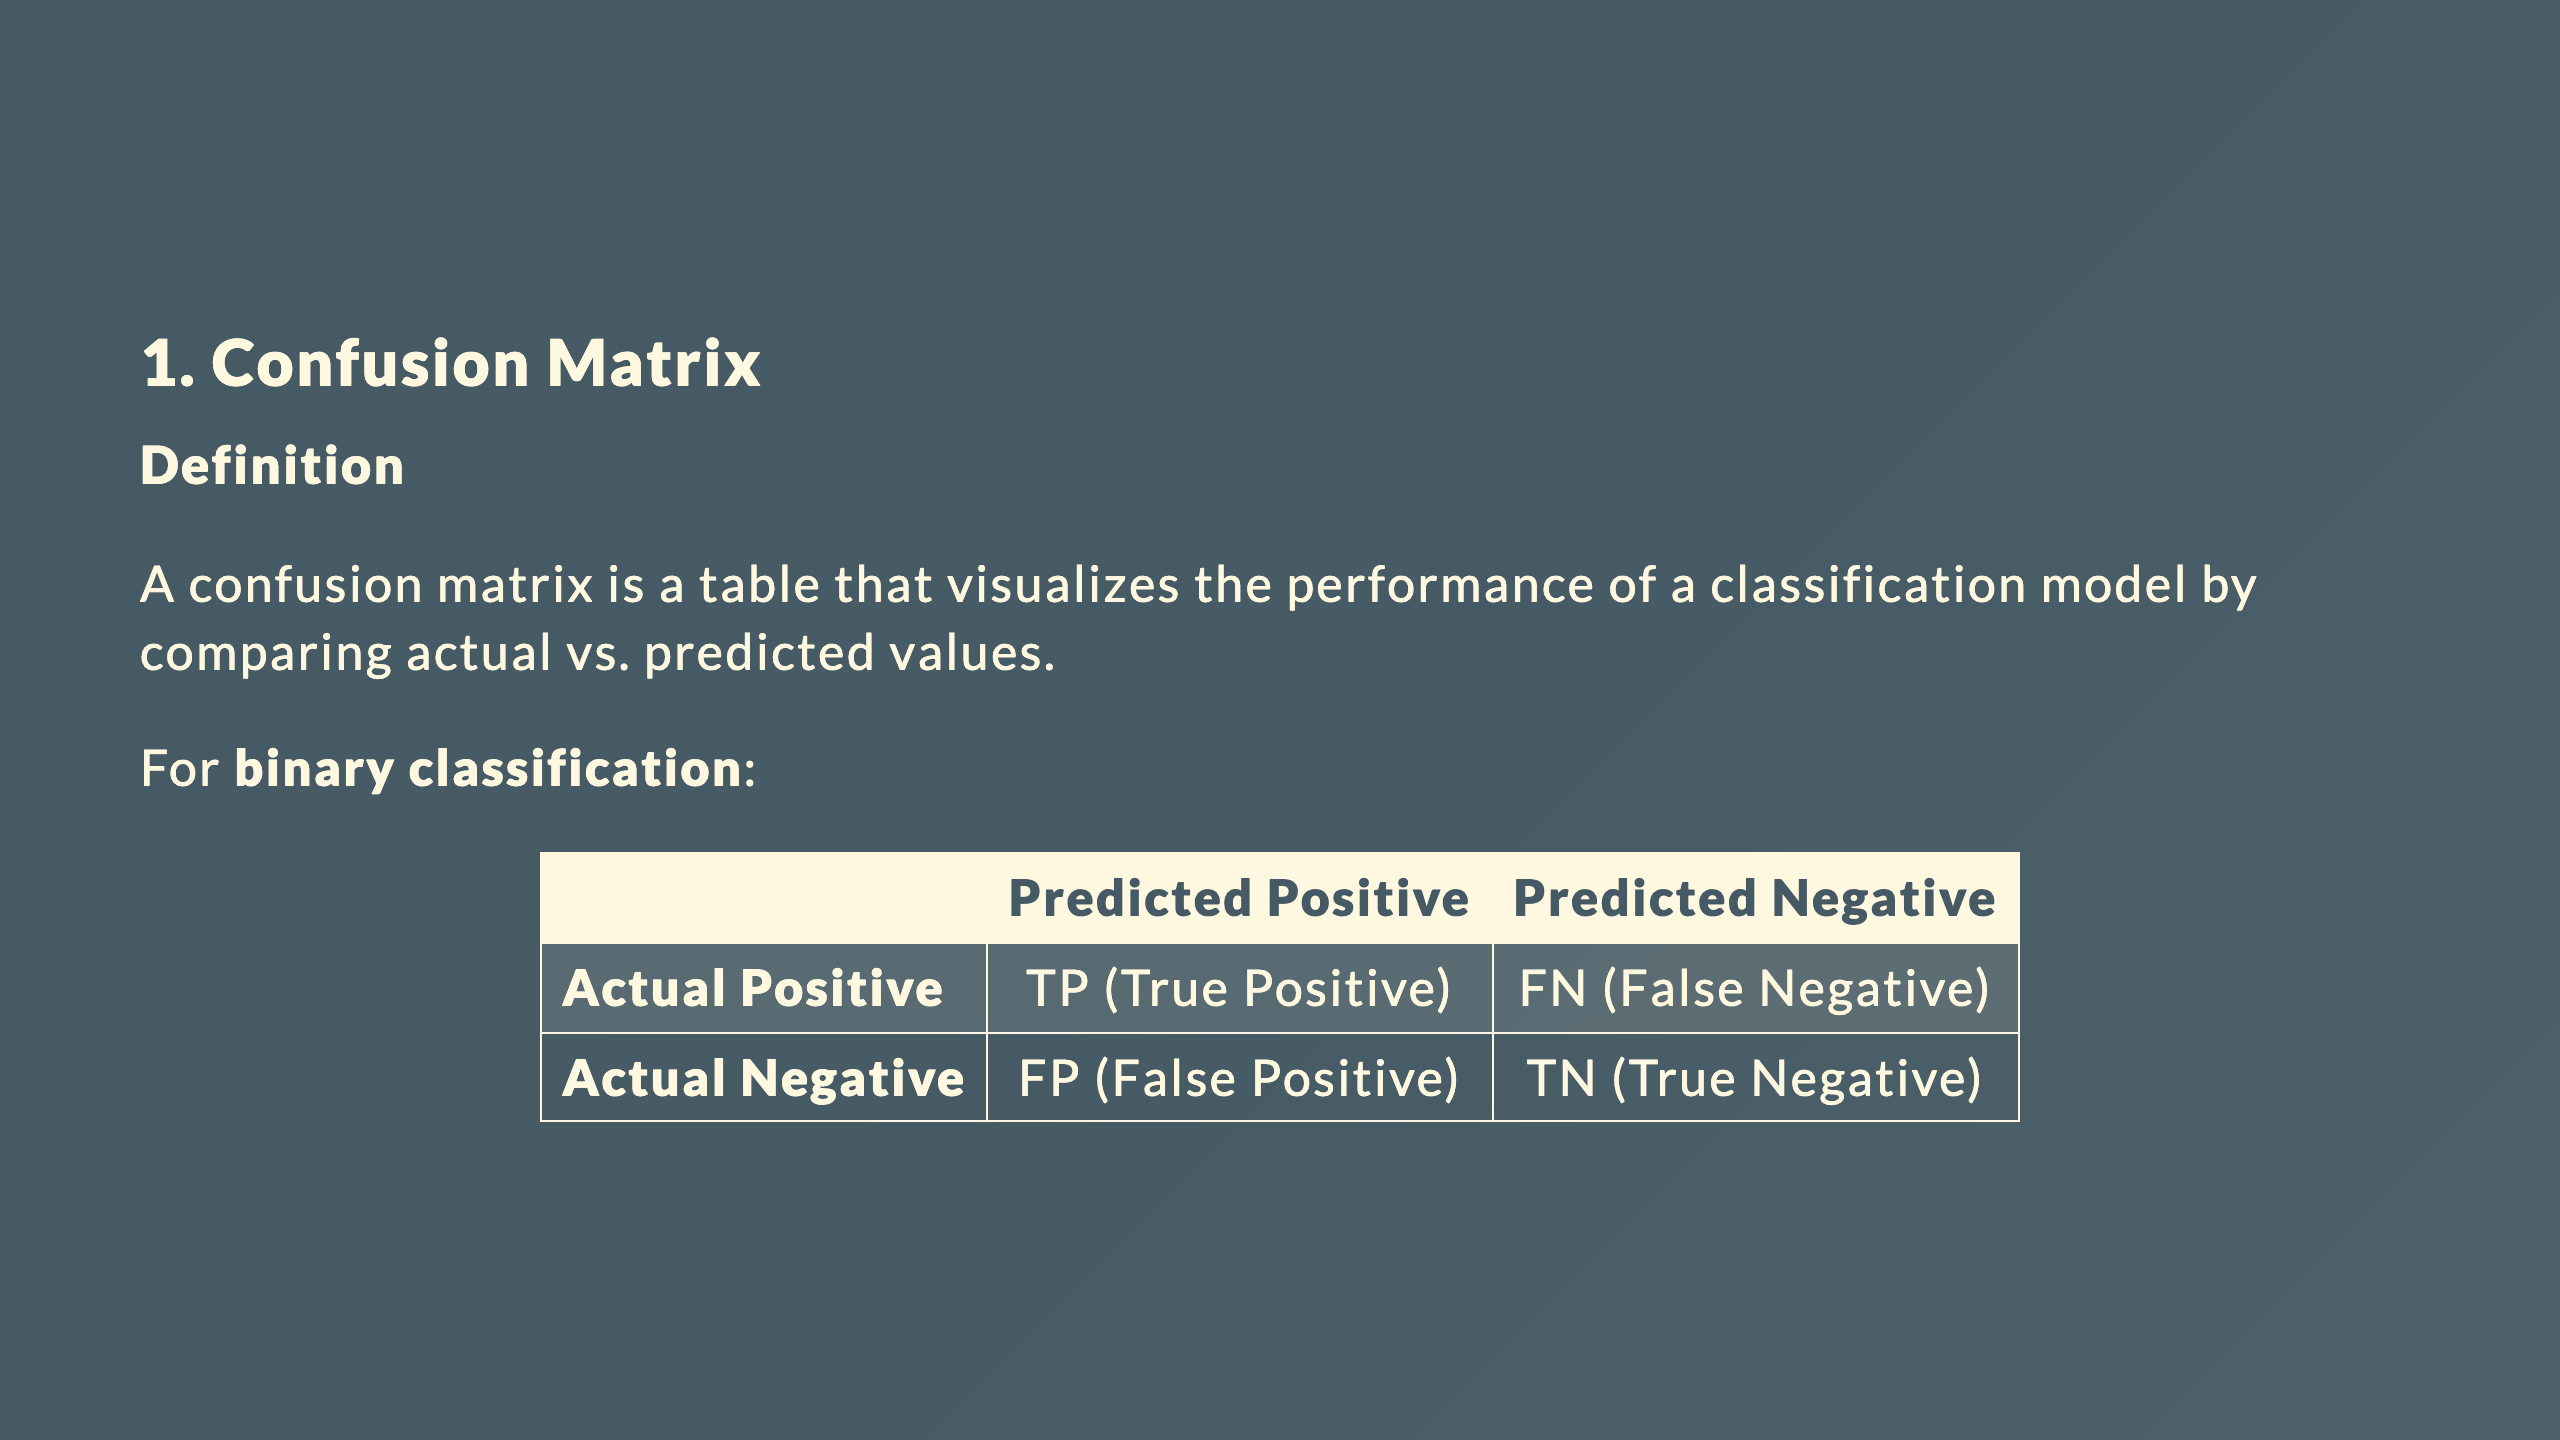 1. Confusion Matrix
Definition
A confusion matrix is a table that visualizes the performance of a classification model by
comparing actual vs. predicted values.
For binary classification:
Predicted Positive Predicted Negative
Actual Positive TP (True Positive) FN (False Negative)
Actual Negative FP (False Positive) TN (True Negative)